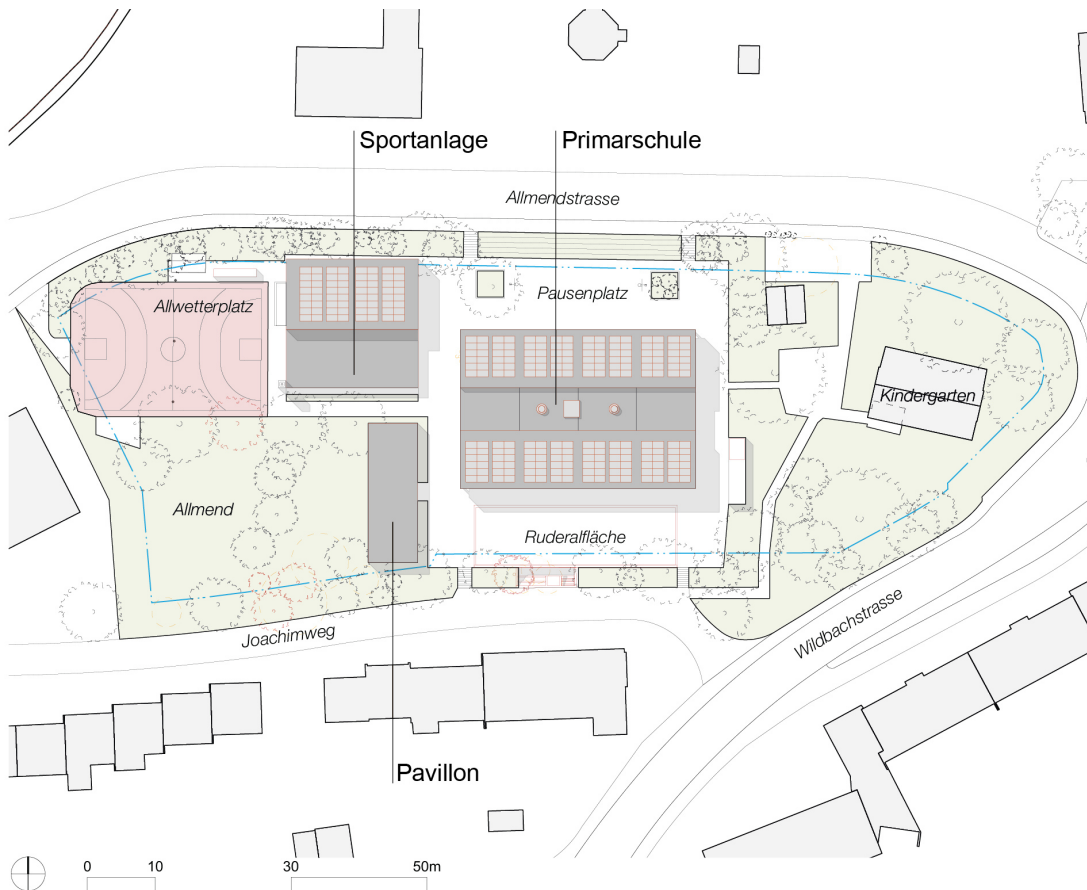 Sportanlage
Primarschule
Allmendstrasse
Allwetterplatz
Pausenplatz
Kindergarten
Allmend
Ruderalfläche
Wildbachstrasse
Joachimweg
Pavillon
0 10 30 50m